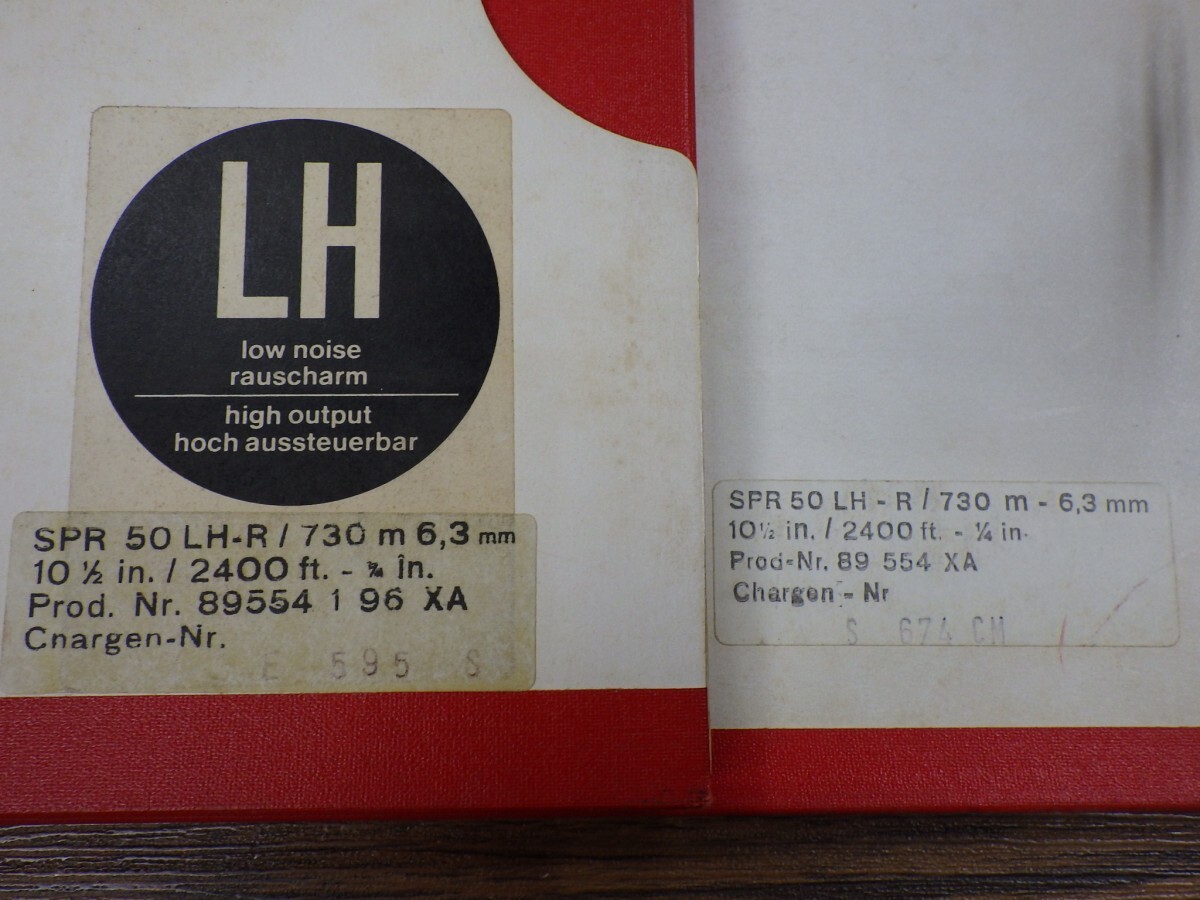 LH
low noise
rauscharm
high output
hoch aussteuerbar
SPR 50 LH-R / 730 m 6,3 mm
10 ½ in. / 2400 ft. - ¼ in.
Prod. Nr. 89554 1 96 XA
Chargen-Nr.
E 595 S
SPR 50 LH - R / 730 m - 6,3 mm
10½ in. / 2400 ft. - ¼ in.
Prod-Nr. 89 554 XA
Chargen - Nr
S 674 CM